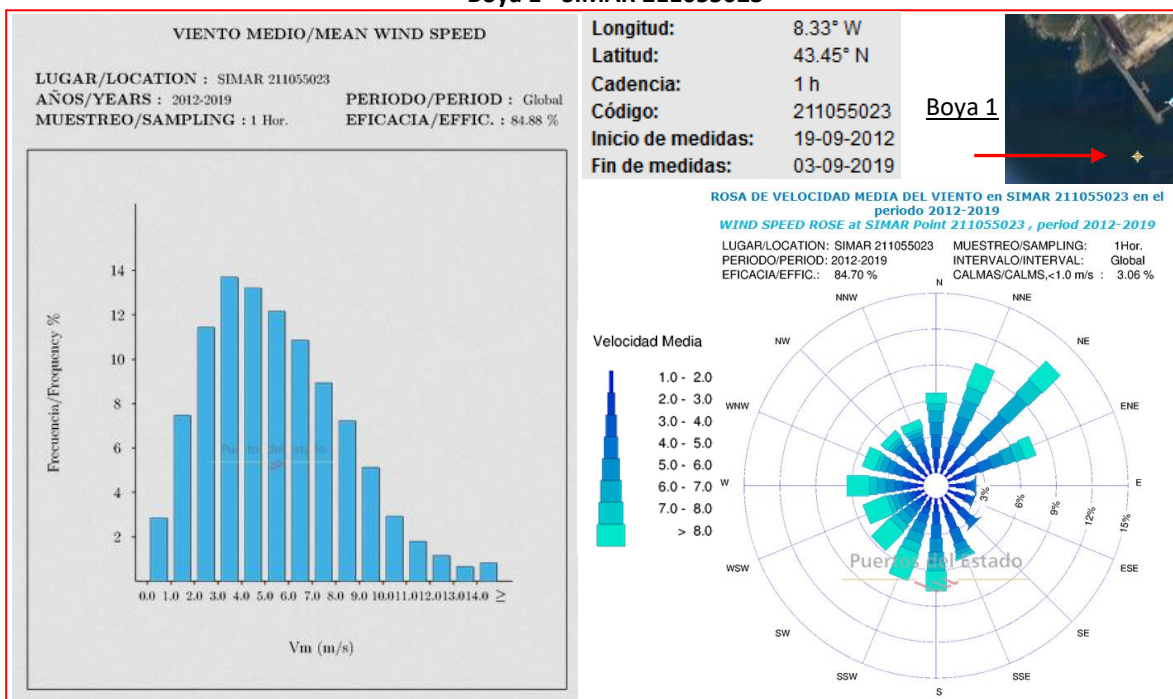 Boya 1 - SIMAR 211055023
VIENTO MEDIO/MEAN WIND SPEED
LUGAR/LOCATION : SIMAR 211055023
AÑOS/YEARS : 2012-2019 PERIODO/PERIOD : Global
MUESTREO/SAMPLING : 1 Hor. EFICACIA/EFFIC. : 84.88 %
Frecuencia/Frequency %
14
12
10
8
6
4
2
Puertos del Estado
0.0 1.0 2.0 3.0 4.0 5.0 6.0 7.0 8.0 9.0 10.0 11.0 12.0 13.0 14.0 ≥
Vm (m/s)
Longitud: 8.33° W
Latitud: 43.45° N
Cadencia: 1 h
Código: 211055023
Inicio de medidas: 19-09-2012
Fin de medidas: 03-09-2019
Boya 1
ROSA DE VELOCIDAD MEDIA DEL VIENTO en SIMAR 211055023 en el
periodo 2012-2019
WIND SPEED ROSE at SIMAR Point 211055023 , period 2012-2019
LUGAR/LOCATION: SIMAR 211055023 MUESTREO/SAMPLING: 1Hor.
PERIODO/PERIOD: 2012-2019 INTERVALO/INTERVAL: Global
EFICACIA/EFFIC.: 84.70 % CALMAS/CALMS,<1.0 m/s : 3.06 %
Velocidad Media
1.0 - 2.0
2.0 - 3.0
3.0 - 4.0
4.0 - 5.0
5.0 - 6.0
6.0 - 7.0
7.0 - 8.0
> 8.0
N
NNE
NE
ENE
E
ESE
SE
SSE
S
SSW
SW
WSW
W
WNW
NW
NNW
3%
6%
9%
12%
15%
Puertos del Estado